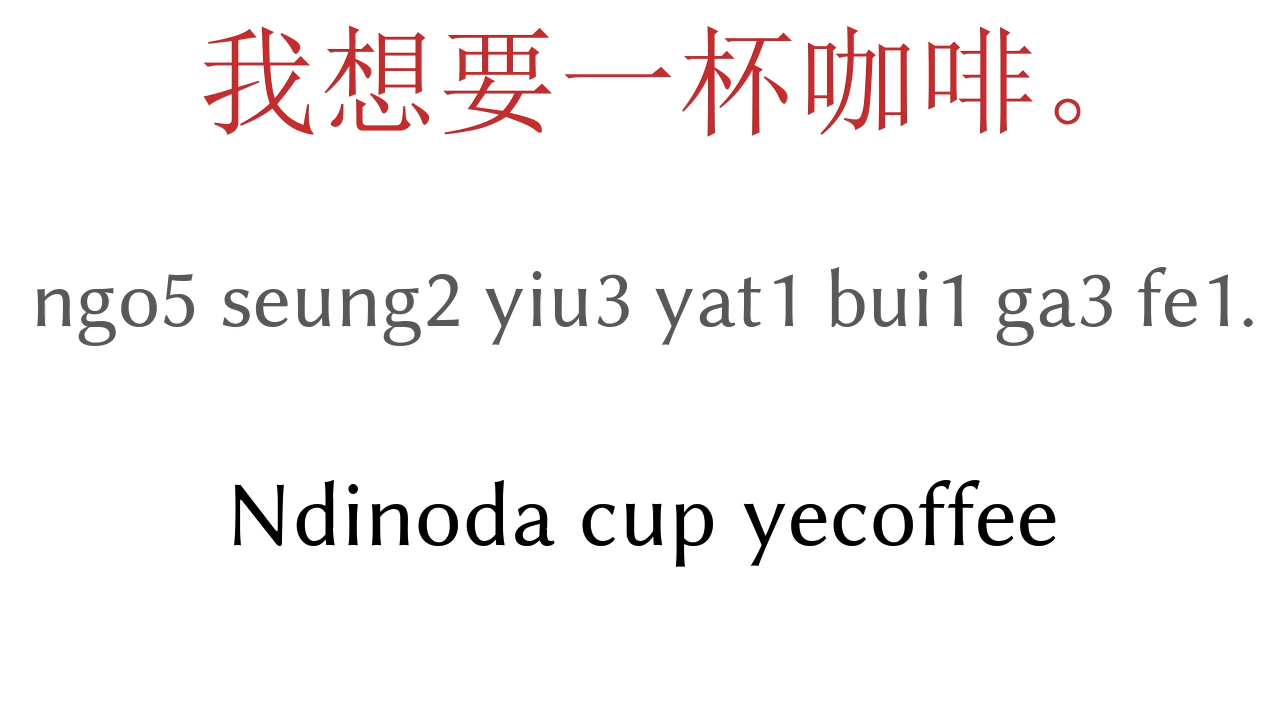 我想要一杯咖啡。
ngo5 seung2 yiu3 yat1 bui1 ga3 fe1.
Ndinoda cup yecoffee